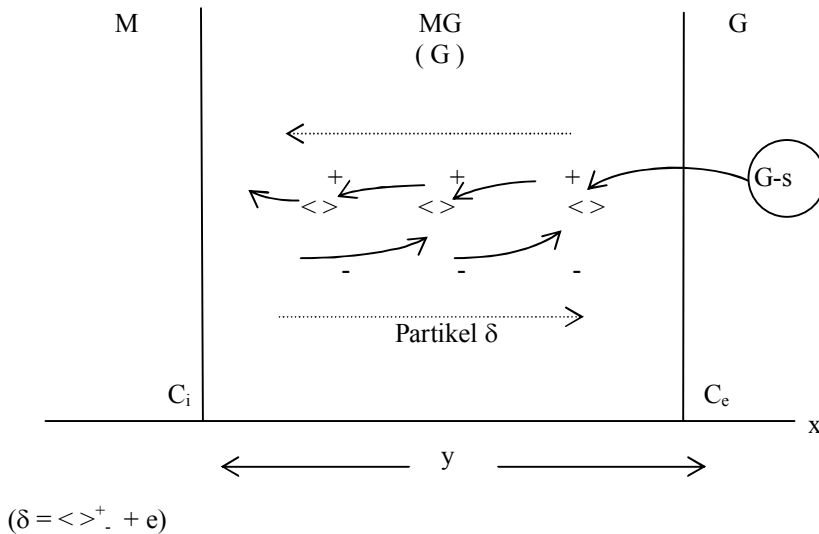 M MG G
( G )
+ + + G-s
< > < > < >
- - -
Partikel δ
Cᵢ Cₑ
x
y
(δ = < >⁺₋ + e)